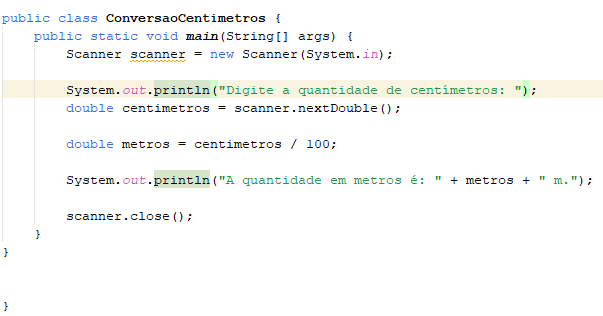 public class ConversaoCentimetros {
    public static void main(String[] args) {
        Scanner scanner = new Scanner(System.in);
        System.out.println("Digite a quantidade de centímetros: ");
        double centimetros = scanner.nextDouble();
        double metros = centimetros / 100;
        System.out.println("A quantidade em metros é: " + metros + " m.");
        scanner.close();
    }
}
}